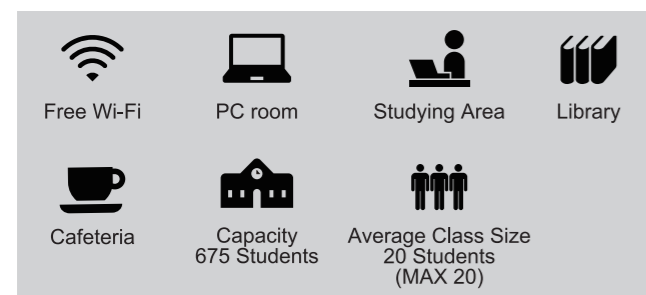 Free Wi-Fi
PC room
Studying Area
Library
Cafeteria
Capacity
675 Students
Average Class Size
20 Students
(MAX 20)